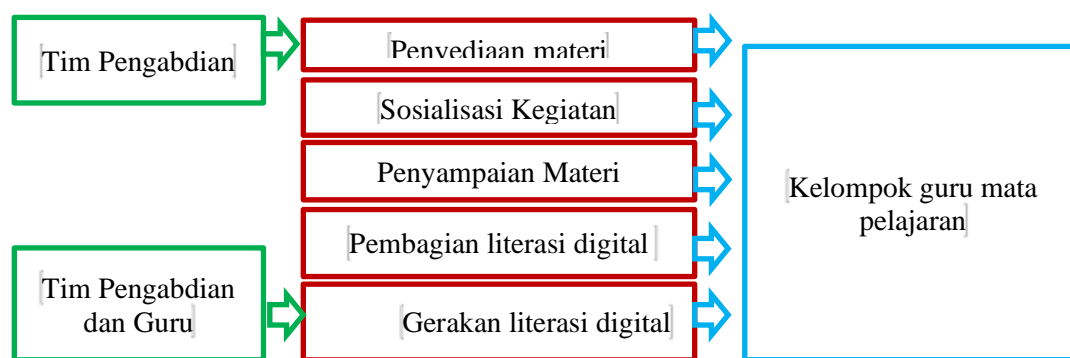 Tim Pengabdian
Penyediaan materi
Sosialisasi Kegiatan
Penyampaian Materi
Pembagian literasi digital
Tim Pengabdian
dan Guru
Gerakan literasi digital
Kelompok guru mata
pelajaran